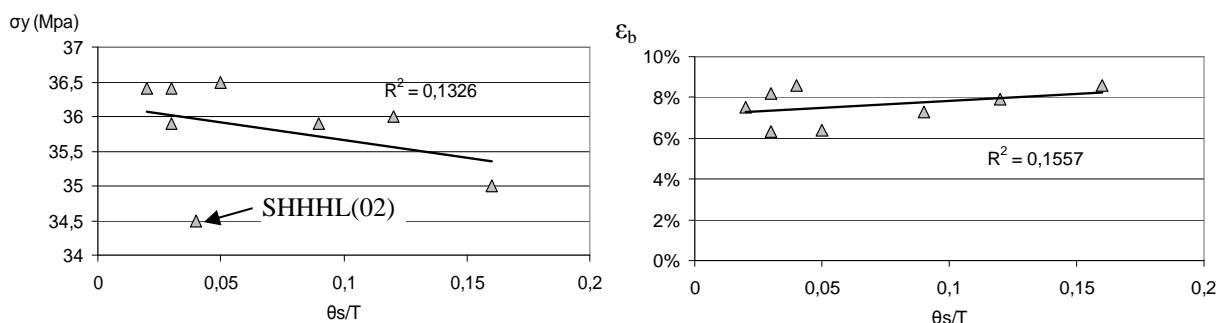 σy (Mpa)
37
36,5
36
35,5
35
34,5
34
R² = 0,1326
SHHHL(02)
0 0,05 0,1 0,15 0,2
θs/T
εb
10%
8%
6%
4%
2%
0%
R² = 0,1557
0 0,05 0,1 0,15 0,2
θs/T